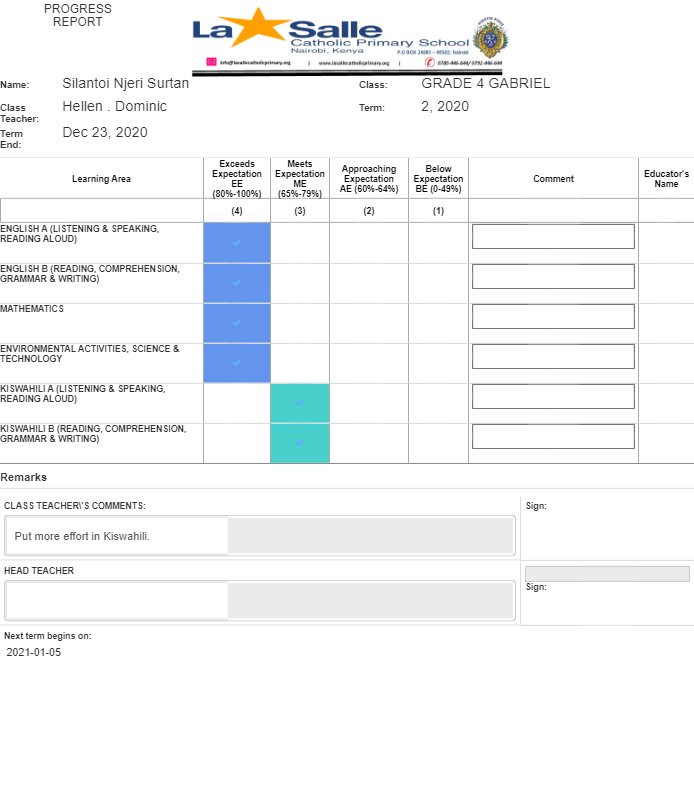 PROGRESS
REPORT
La Salle
Catholic Primary School
Nairobi, Kenya
P.O BOX 24083 – 00502, Nairobi
info@lasallecatholicprimary.org | www.lasallecatholicprimary.org | 0780-446-644/ 0792-446-644
Name: Silantoi Njeri Surtan Class: GRADE 4 GABRIEL
Class Teacher: Hellen . Dominic Term: 2, 2020
Term End: Dec 23, 2020
Learning Area
Exceeds Expectation EE (80%-100%)
Meets Expectation ME (65%-79%)
Approaching Expectation AE (60%-64%)
Below Expectation BE (0-49%)
Comment
Educator's Name
(4) (3) (2) (1)
ENGLISH A (LISTENING & SPEAKING,
READING ALOUD)
ENGLISH B (READING, COMPREHENSION,
GRAMMAR & WRITING)
MATHEMATICS
ENVIRONMENTAL ACTIVITIES, SCIENCE &
TECHNOLOGY
KISWAHILI A (LISTENING & SPEAKING,
READING ALOUD)
KISWAHILI B (READING, COMPREHENSION,
GRAMMAR & WRITING)
Remarks
CLASS TEACHER\'S COMMENTS: Sign:
Put more effort in Kiswahili.
HEAD TEACHER
Sign:
Next term begins on:
2021-01-05